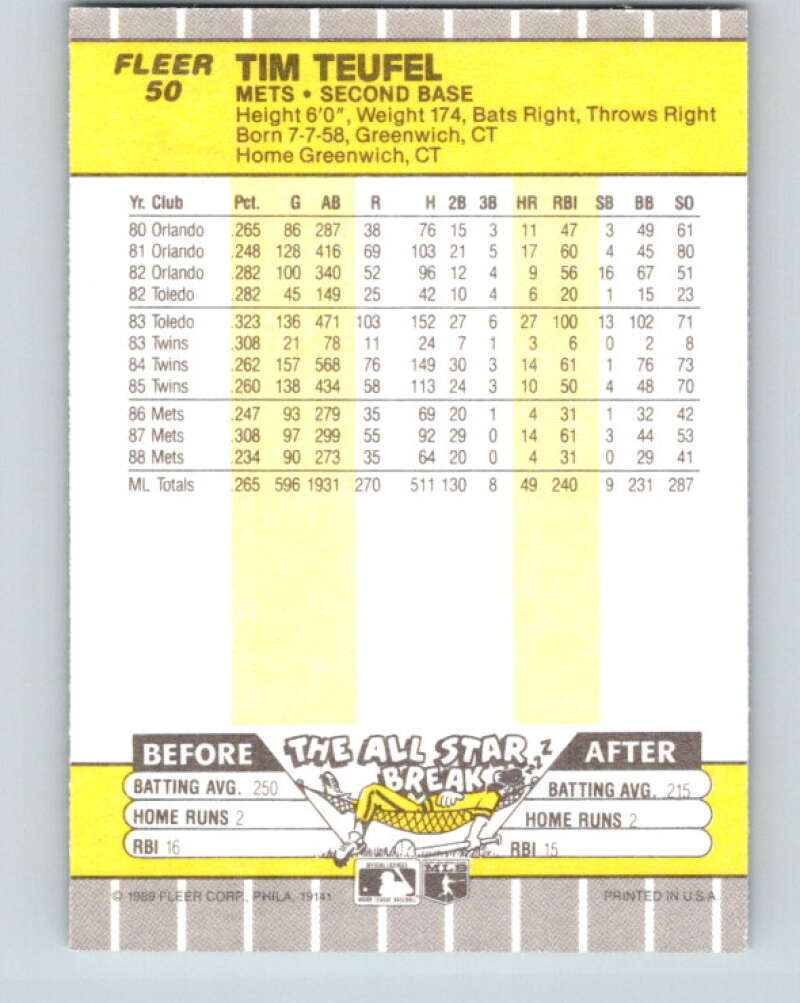 FLEER
50
TIM TEUFEL
METS • SECOND BASE
Height 6'0", Weight 174, Bats Right, Throws Right
Born 7-7-58, Greenwich, CT
Home Greenwich, CT
Yr. Club Pct. G AB R H 2B 3B HR RBI SB BB SO
80 Orlando .265 86 287 38 76 15 3 11 47 3 49 61
81 Orlando .248 128 416 69 103 21 5 17 60 4 45 80
82 Orlando .282 100 340 52 96 12 4 9 56 16 67 51
82 Toledo .282 45 149 25 42 10 4 6 20 1 15 23
83 Toledo .323 136 471 103 152 27 6 27 100 13 102 71
83 Twins .308 21 78 11 24 7 1 3 6 0 2 8
84 Twins .262 157 568 76 149 30 3 14 61 1 76 73
85 Twins .260 138 434 58 113 24 3 10 50 4 48 70
86 Mets .247 93 279 35 69 20 1 4 31 1 32 42
87 Mets .308 97 299 55 92 29 0 14 61 3 44 53
88 Mets .234 90 273 35 64 20 0 4 31 0 29 41
ML Totals .265 596 1931 270 511 130 8 49 240 9 231 287
BEFORE
THE ALL STAR BREAK
zzZ
AFTER
BATTING AVG. .250
HOME RUNS 2
RBI 16
BATTING AVG. .215
HOME RUNS 2
RBI 15
MLB
© 1989 FLEER CORP., PHILA, 19141
PRINTED IN U.S.A.